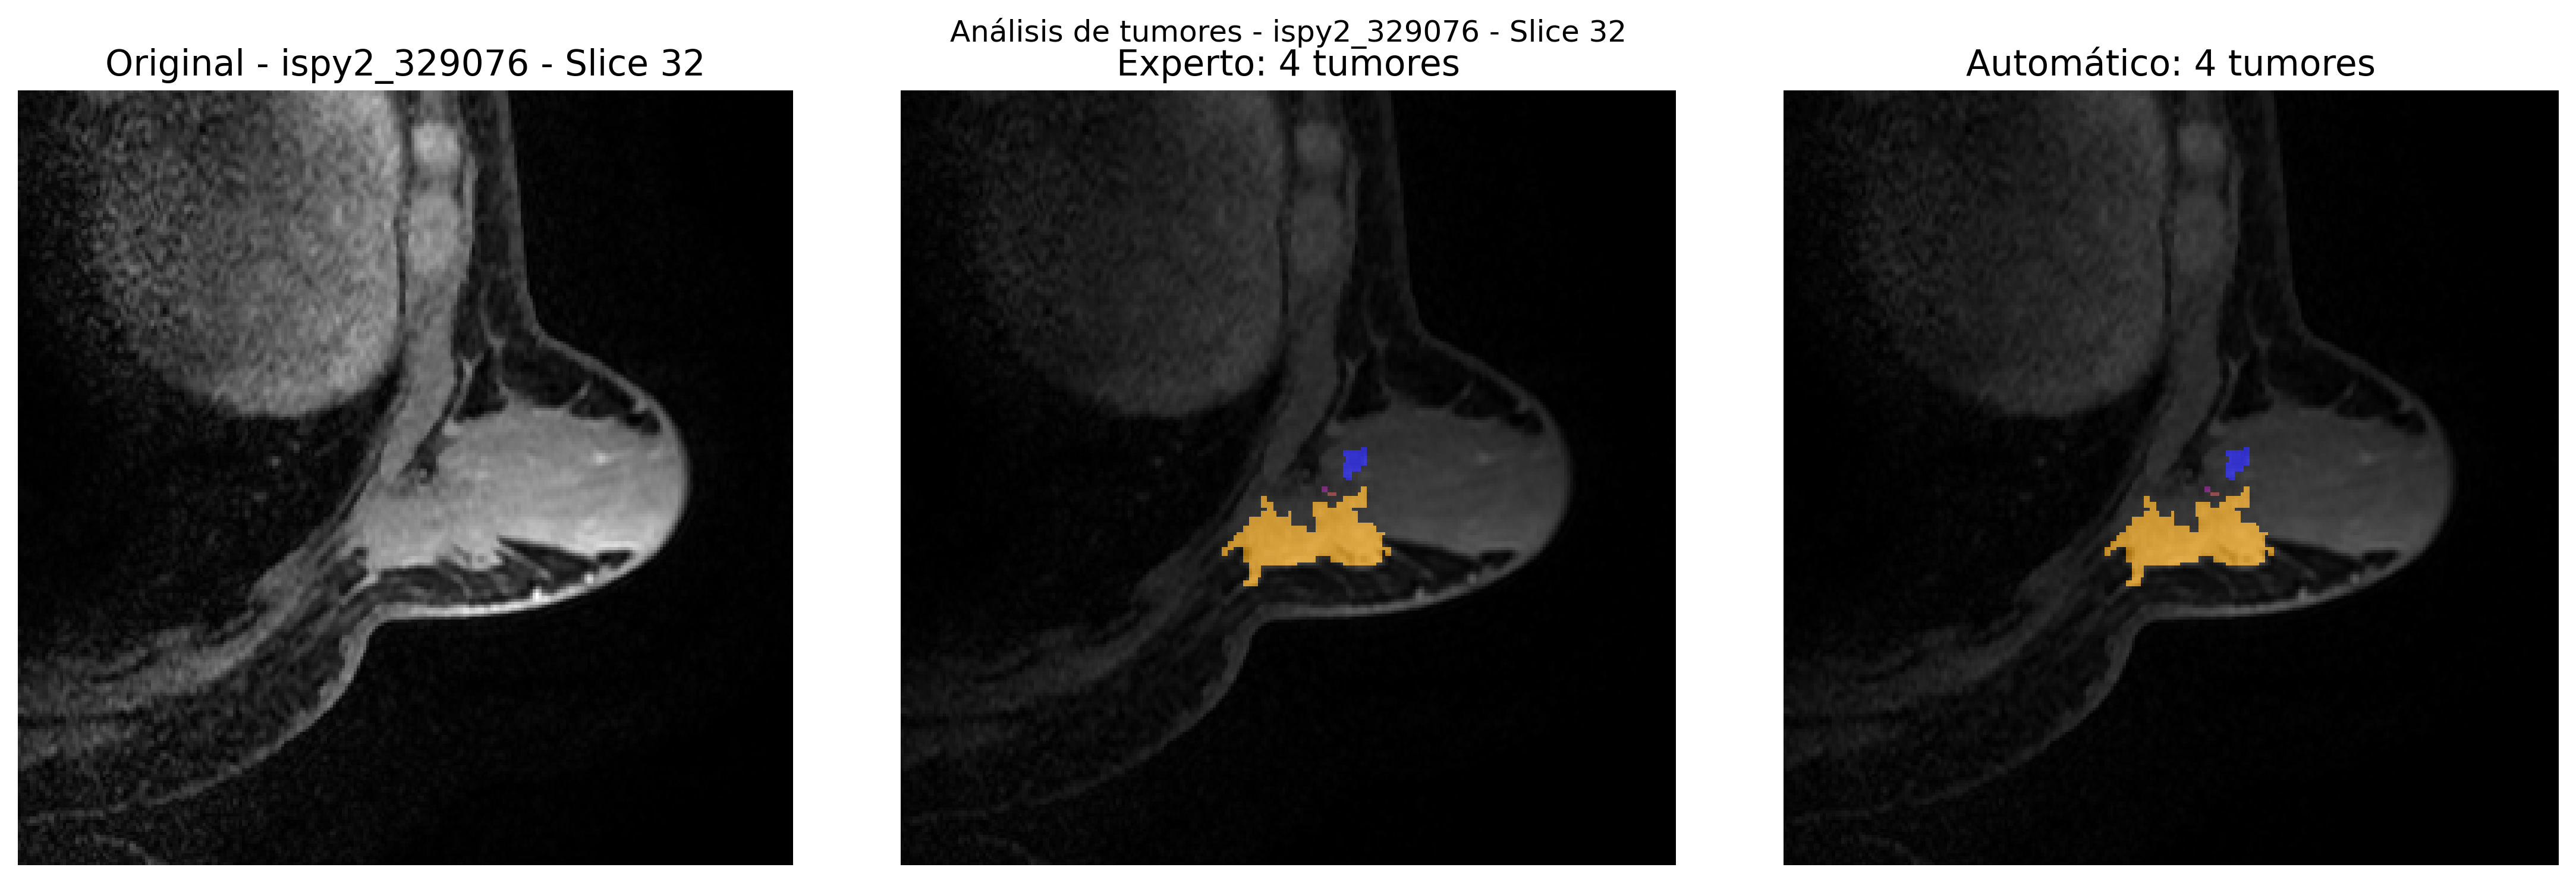 Análisis de tumores - ispy2_329076 - Slice 32
Original - ispy2_329076 - Slice 32
Experto: 4 tumores
Automático: 4 tumores